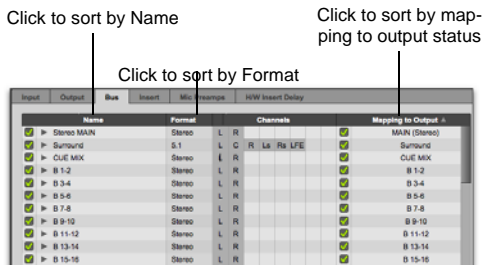 Click to sort by Name
Click to sort by map-
ping to output status
Click to sort by Format
Input Output Bus Insert Mic Preamps H/W Insert Delay
Name Format Channels Mapping to Output
Stereo MAIN Stereo L R MAIN (Stereo)
Surround 5.1 L C R Ls Rs LFE Surround
CUE MIX Stereo L R CUE MIX
B 1-2 Stereo L R B 1-2
B 3-4 Stereo L R B 3-4
B 5-6 Stereo L R B 5-6
B 7-8 Stereo L R B 7-8
B 9-10 Stereo L R B 9-10
B 11-12 Stereo L R B 11-12
B 13-14 Stereo L R B 13-14
B 15-16 Stereo L R B 15-16